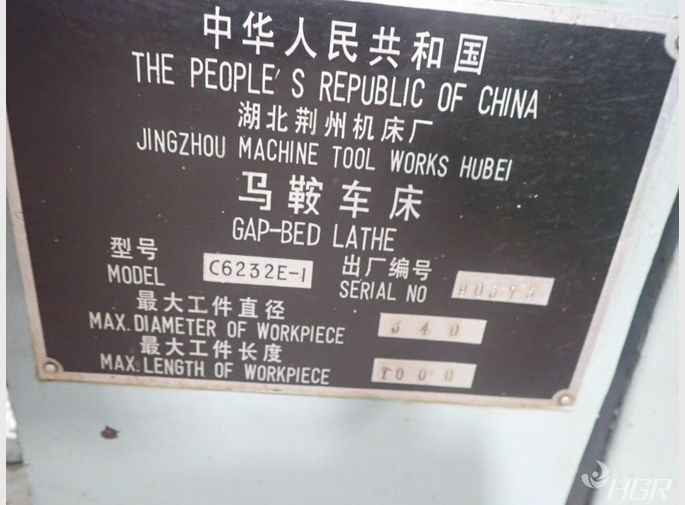 中华人民共和国
THE PEOPLE'S REPUBLIC OF CHINA
湖北荆州机床厂
JINGZHOU MACHINE TOOL WORKS HUBEI
马鞍车床
GAP-BED LATHE
型号 C6232E-1 出厂编号
MODEL SERIAL NO
最大工件直径
MAX.DIAMETER OF WORKPIECE 340
最大工件长度
MAX.LENGTH OF WORKPIECE 1000
HGR